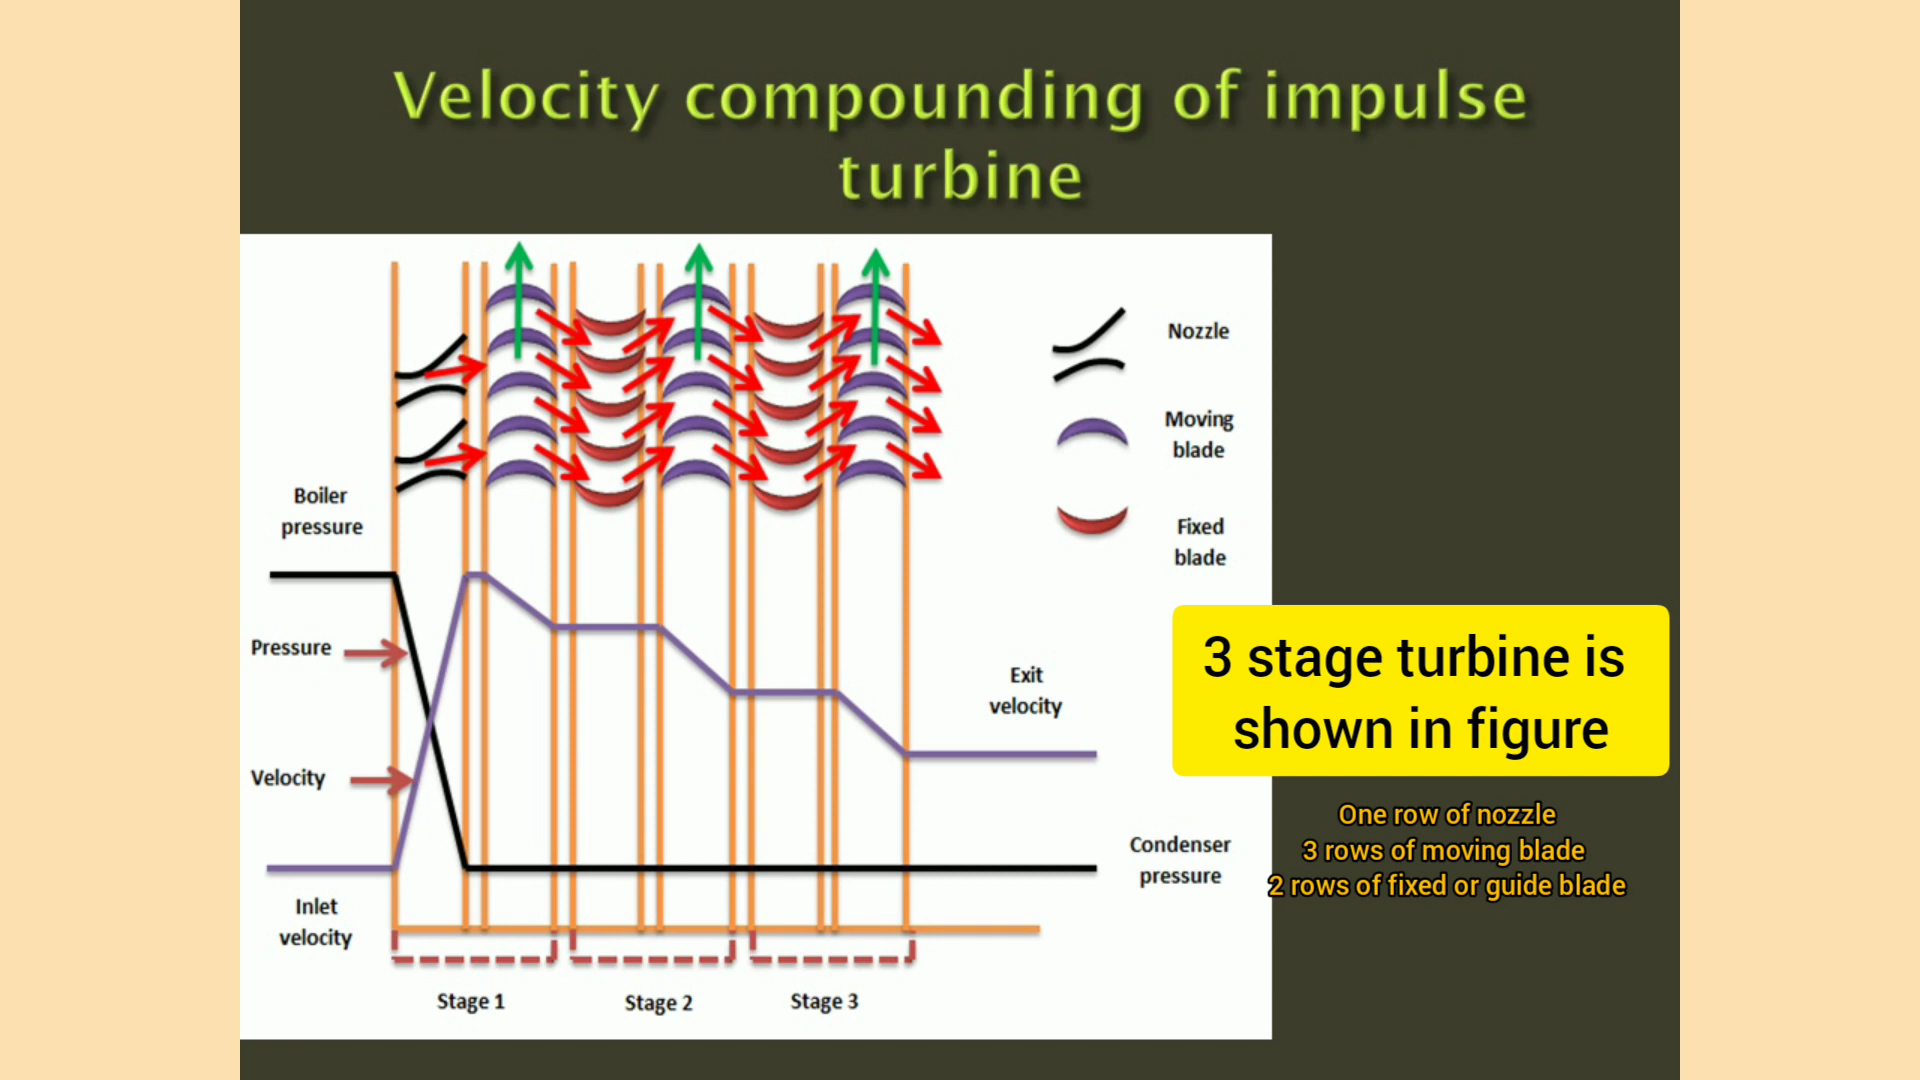 Velocity compounding of impulse
turbine
Nozzle
Moving
blade
Fixed
blade
Boiler
pressure
Pressure
Velocity
Inlet
velocity
Exit
velocity
Condenser
pressure
Stage 1
Stage 2
Stage 3
3 stage turbine is
shown in figure
One row of nozzle
3 rows of moving blade
2 rows of fixed or guide blade